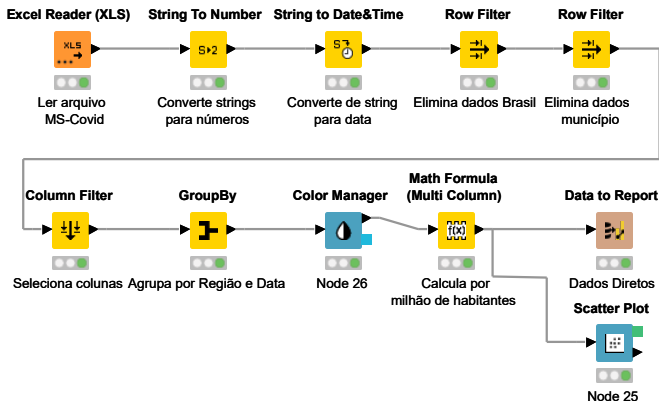 Excel Reader (XLS)
String To Number
String to Date&Time
Row Filter
Row Filter
XLS
S▸2
S
Ler arquivo
MS-Covid
Converte strings
para números
Converte de string
para data
Elimina dados Brasil
Elimina dados
município
Column Filter
GroupBy
Color Manager
Math Formula
(Multi Column)
Data to Report
f(x)
Seleciona colunas
Agrupa por Região e Data
Node 26
Calcula por
milhão de habitantes
Dados Diretos
Scatter Plot
Node 25